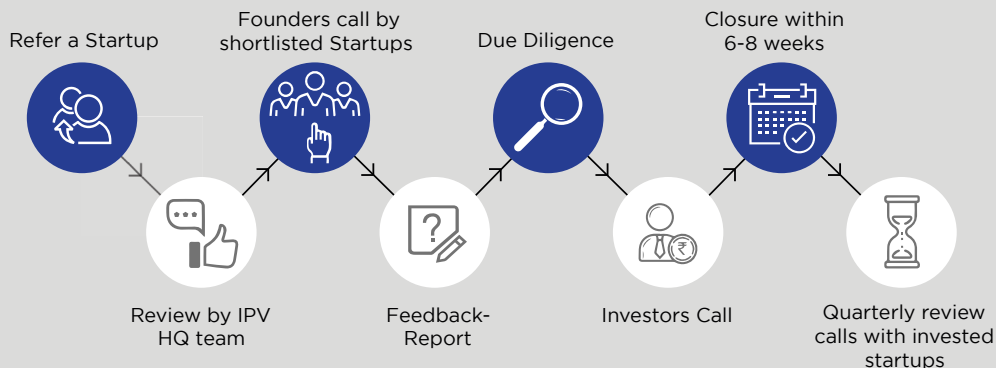 Refer a Startup
Review by IPV
HQ team
Founders call by
shortlisted Startups
Feedback-
Report
Due Diligence
Investors Call
Closure within
6-8 weeks
Quarterly review
calls with invested
startups
?
₹